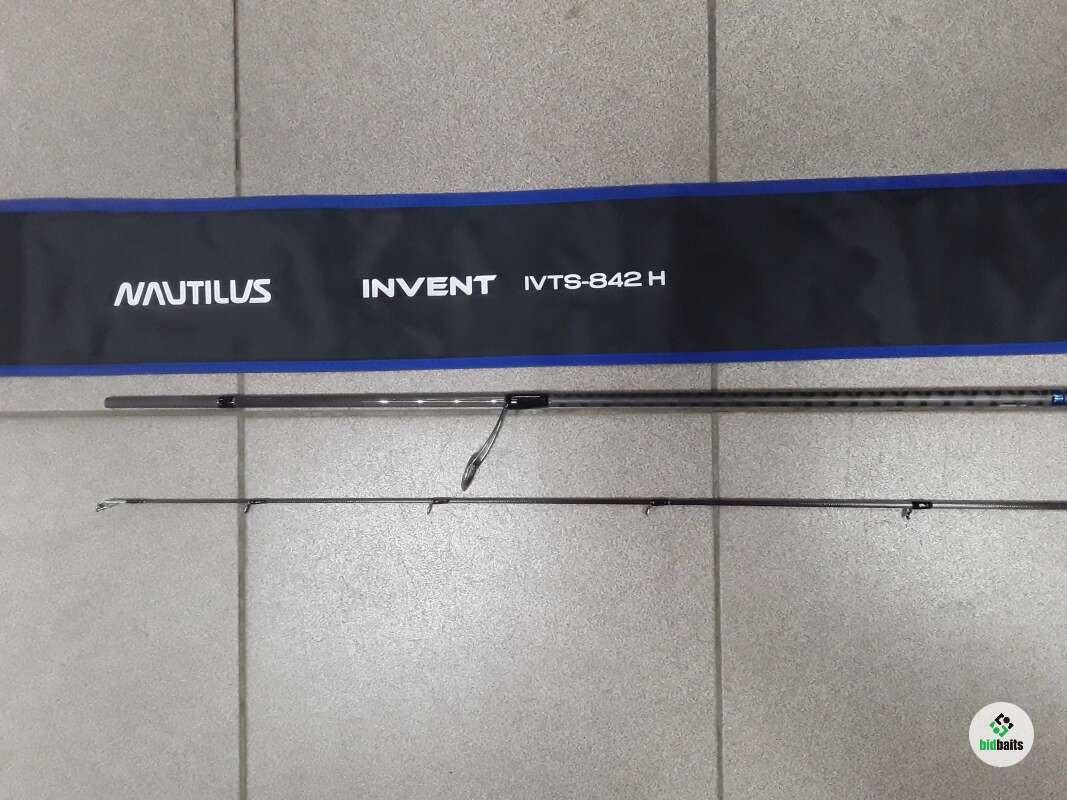 NAUTILUS INVENT IVTS-842 H
bidbaits